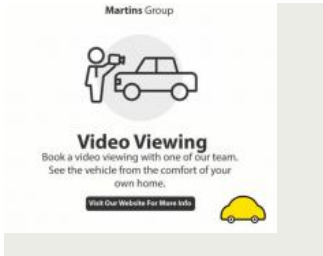 Martins Group
Video Viewing
Book a video viewing with one of our team.
See the vehicle from the comfort of your
own home.
Visit Our Website For More Info